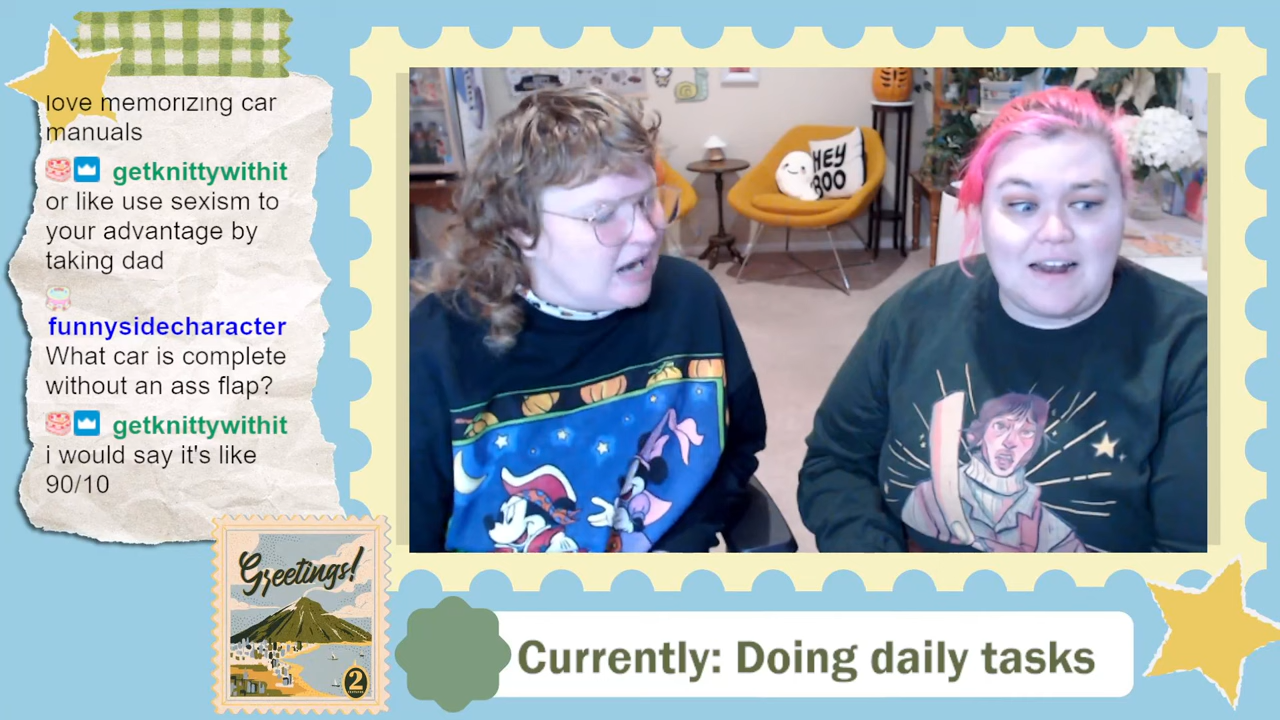 love memorizing car
manuals
getknittywithit
or like use sexism to
your advantage by
taking dad
funnysidecharacter
What car is complete
without an ass flap?
getknittywithit
i would say it's like
90/10
HEY
BOO
Greetings!
2
Currently: Doing daily tasks